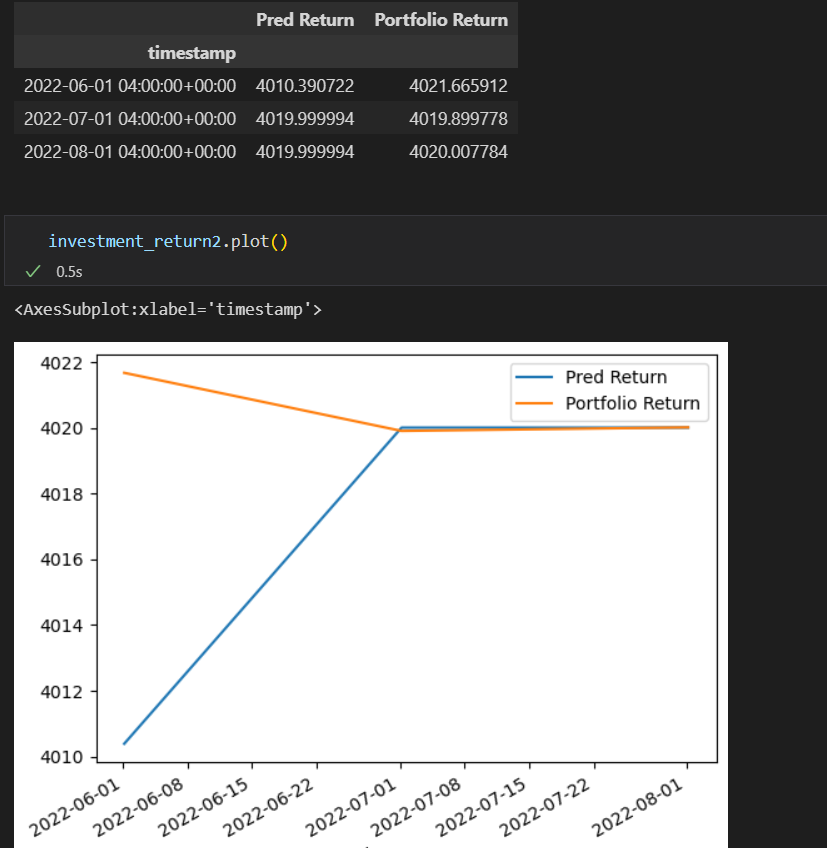 Pred Return Portfolio Return
timestamp
2022-06-01 04:00:00+00:00 4010.390722 4021.665912
2022-07-01 04:00:00+00:00 4019.999994 4019.899778
2022-08-01 04:00:00+00:00 4019.999994 4020.007784
investment_return2.plot()
✓ 0.5s
<AxesSubplot:xlabel='timestamp'>
Pred Return
Portfolio Return
4022
4020
4018
4016
4014
4012
4010
2022-06-01 2022-06-08 2022-06-15 2022-06-22 2022-07-01 2022-07-08 2022-07-15 2022-07-22 2022-08-01